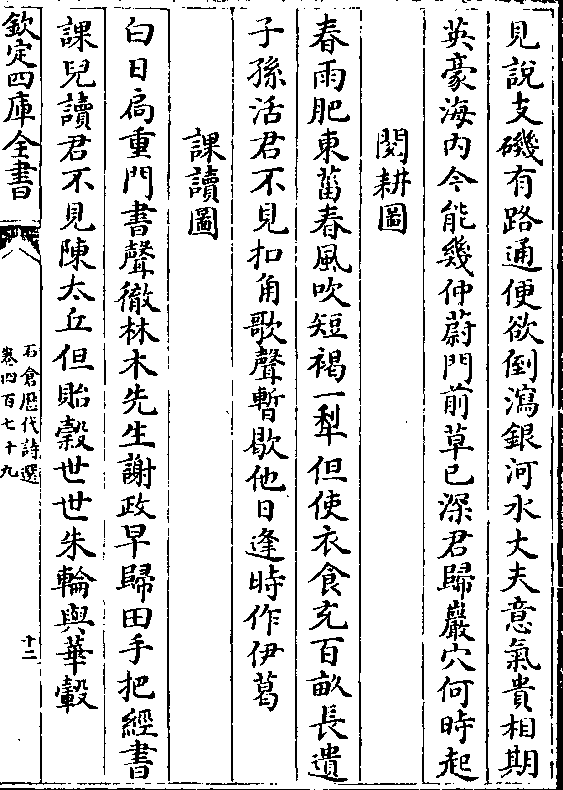 見說支磯有路通便欲倒瀉銀河水丈夫意氣貴相期
英豪海内今能幾仲蔚門前草已深君歸巖穴何時起
閱耕圖
春雨肥東菑春風吹短褐一犁但使衣食充百畝長遺
子孫活君不見扣角歌聲暫歇他日逢時作伊葛
課讀圖
白日扃重門書聲徹林木先生謝政早歸田手把經書
課兒讀君不見陳太丘但貽穀世世朱輪與華轂
欽定四庫全書
石倉歷代詩選
卷四百七十九
十二